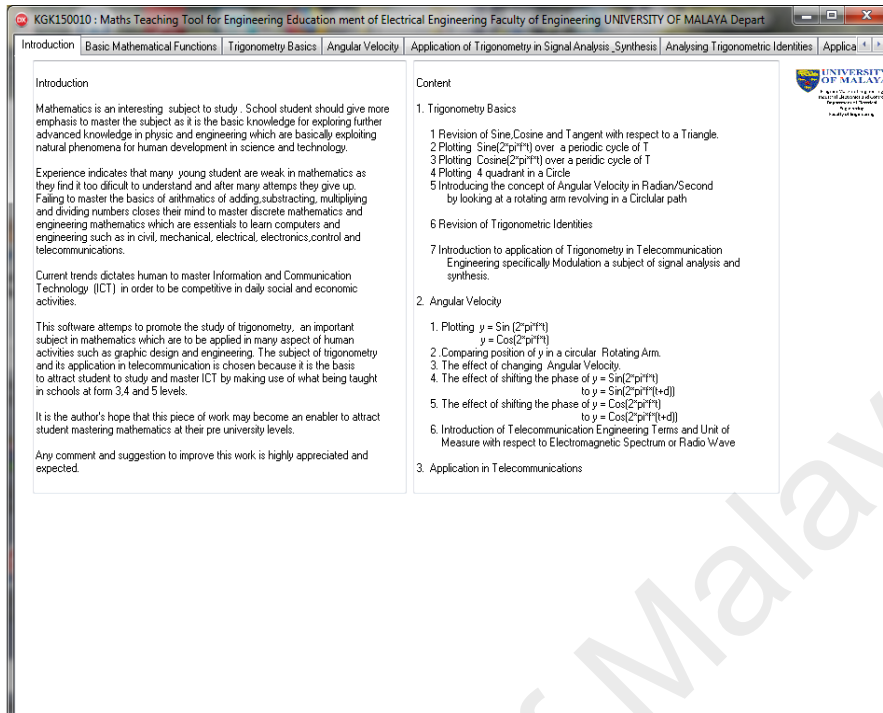 KGK150010 : Maths Teaching Tool for Engineering Education ment of Electrical Engineering Faculty of Engineering UNIVERSITY OF MALAYA Depart
Introduction
Basic Mathematical Functions
Trigonometry Basics
Angular Velocity
Application of Trigonometry in Signal Analysis _Synthesis
Analysing Trigonometric Identities
Applica
Introduction
Mathematics is an interesting subject to study . School student should give more
emphasis to master the subject as it is the basic knowledge for exploring further
advanced knowledge in physic and engineering which are basically exploiting
natural phenomena for human development in science and technology.
Experience indicates that many young student are weak in mathematics as
they find it too dificult to understand and after many attemps they give up.
Failing to master the basics of arithmatics of adding,substracting, multipliying
and dividing numbers closes their mind to master discrete mathematics and
engineering mathematics which are essentials to learn computers and
engineering such as in civil, mechanical, electrical, electronics,control and
telecommunications.
Current trends dictates human to master Information and Communication
Technology (ICT) in order to be competitive in daily social and economic
activities.
This software attemps to promote the study of trigonometry, an important
subject in mathematics which are to be applied in many aspect of human
activities such as graphic design and engineering. The subject of trigonometry
and its application in telecommunication is chosen because it is the basis
to attract student to study and master ICT by making use of what being taught
in schools at form 3,4 and 5 levels.
It is the author's hope that this piece of work may become an enabler to attract
student mastering mathematics at their pre university levels.
Any comment and suggestion to improve this work is highly appreciated and
expected.
Content
1. Trigonometry Basics
1 Revision of Sine,Cosine and Tangent with respect to a Triangle.
2 Plotting Sine(2*pi*f*t) over a periodic cycle of T
3 Plotting Cosine(2*pi*f*t) over a peridic cycle of T
4 Plotting 4 quadrant in a Circle
5 Introducing the concept of Angular Velocity in Radian/Second
by looking at a rotating arm revolving in a Circlular path
6 Revision of Trigonometric Identities
7 Introduction to application of Trigonometry in Telecommunication
Engineering specifically Modulation a subject of signal analysis and
synthesis.
2. Angular Velocity
1. Plotting y = Sin (2*pi*f*t)
y = Cos(2*pi*f*t)
2 .Comparing position of y in a circular Rotating Arm.
3. The effect of changing Angular Velocity.
4. The effect of shifting the phase of y = Sin(2*pi*f*t)
to y = Sin(2*pi*f*(t+d))
5. The effect of shifting the phase of y = Cos(2*pi*f*t)
to y = Cos(2*pi*f*(t+d))
6. Introduction of Telecommunication Engineering Terms and Unit of
Measure with respect to Electromagnetic Spectrum or Radio Wave
3. Application in Telecommunications
UNIVERSITY
OF MALAYA
Malay